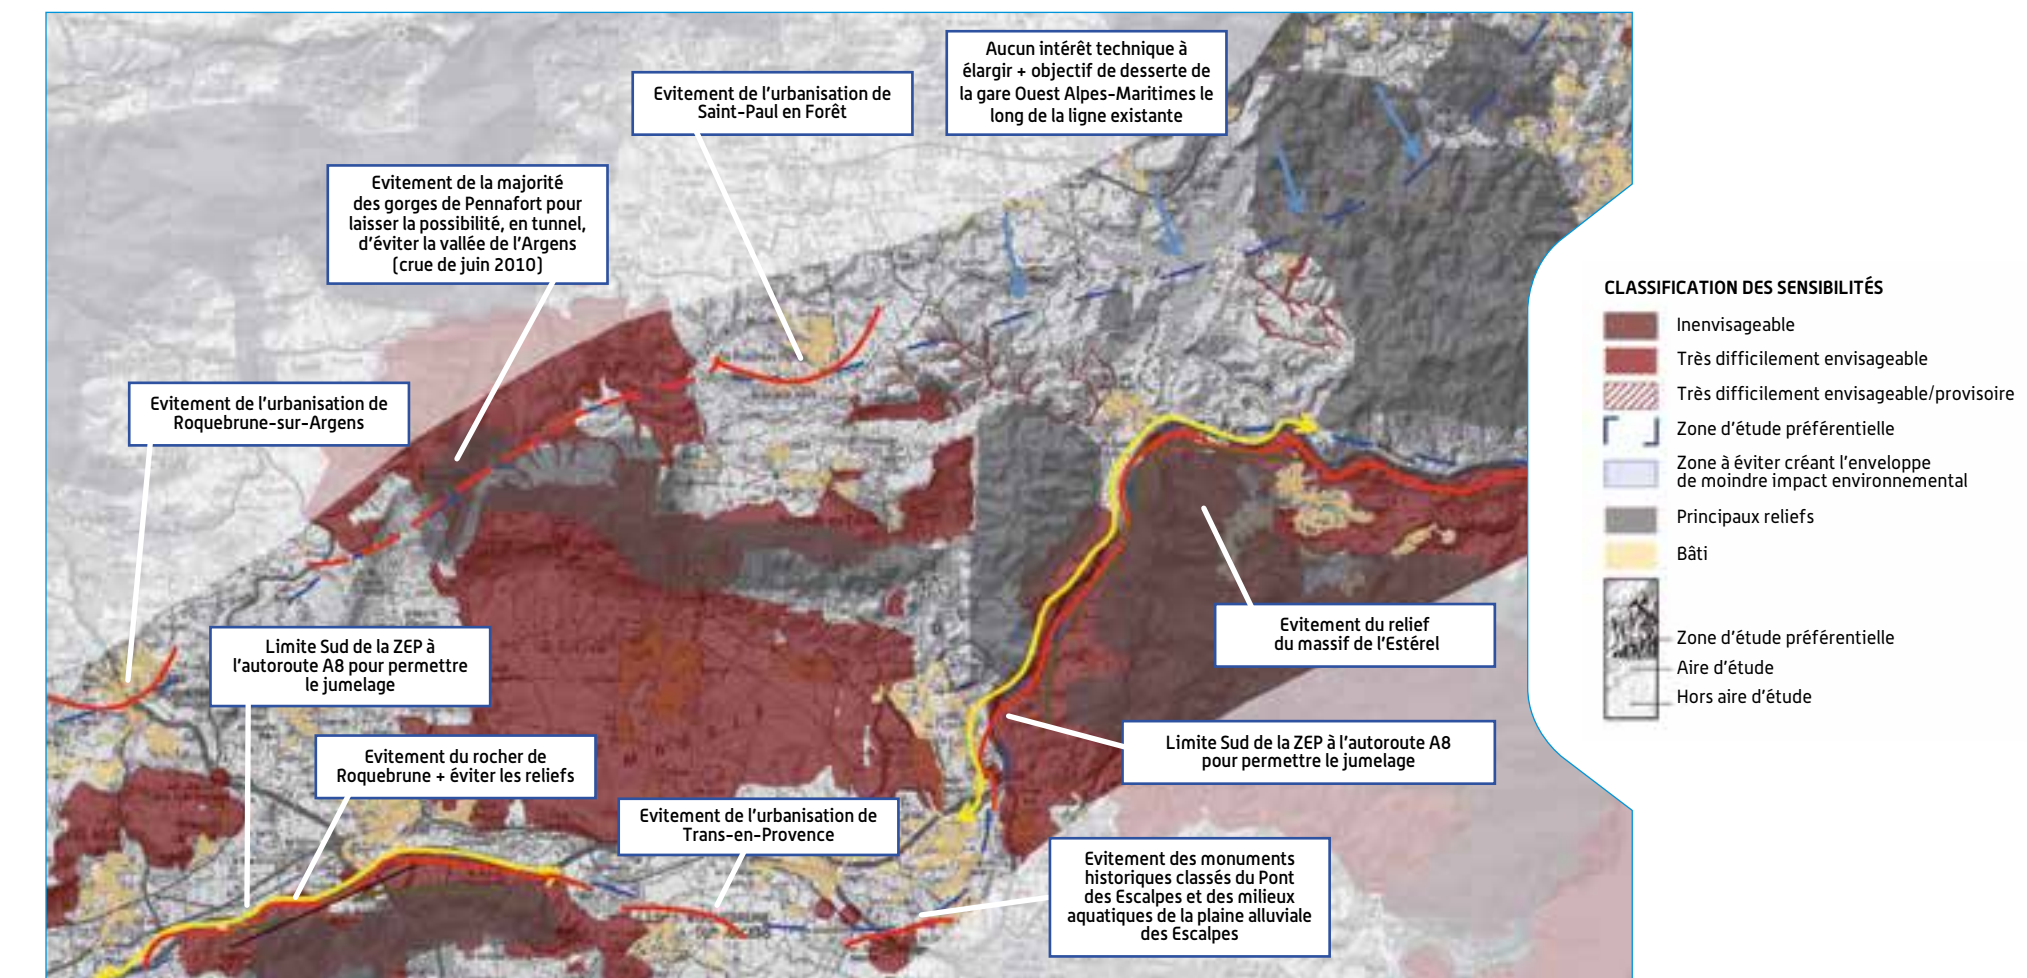 Aucun intérêt technique à
élargir + objectif de desserte de
la gare Ouest Alpes-Maritimes le
long de la ligne existante
Evitement de l'urbanisation de
Saint-Paul en Forêt
Evitement de la majorité
des gorges de Pennafort pour
laisser la possibilité, en tunnel,
d'éviter la vallée de l'Argens
(crue de juin 2010)
Evitement de l'urbanisation de
Roquebrune-sur-Argens
Limite Sud de la ZEP à
l'autoroute A8 pour permettre
le jumelage
Evitement du rocher de
Roquebrune + éviter les reliefs
Evitement de l'urbanisation de
Trans-en-Provence
Evitement du relief
du massif de l'Estérel
Limite Sud de la ZEP à l'autoroute A8
pour permettre le jumelage
Evitement des monuments
historiques classés du Pont
des Escalpes et des milieux
aquatiques de la plaine alluviale
des Escalpes
CLASSIFICATION DES SENSIBILITÉS
Inenvisageable
Très difficilement envisageable
Très difficilement envisageable/provisoire
Zone d'étude préférentielle
Zone à éviter créant l'enveloppe
de moindre impact environnemental
Principaux reliefs
Bâti
Zone d'étude préférentielle
Aire d'étude
Hors aire d'étude